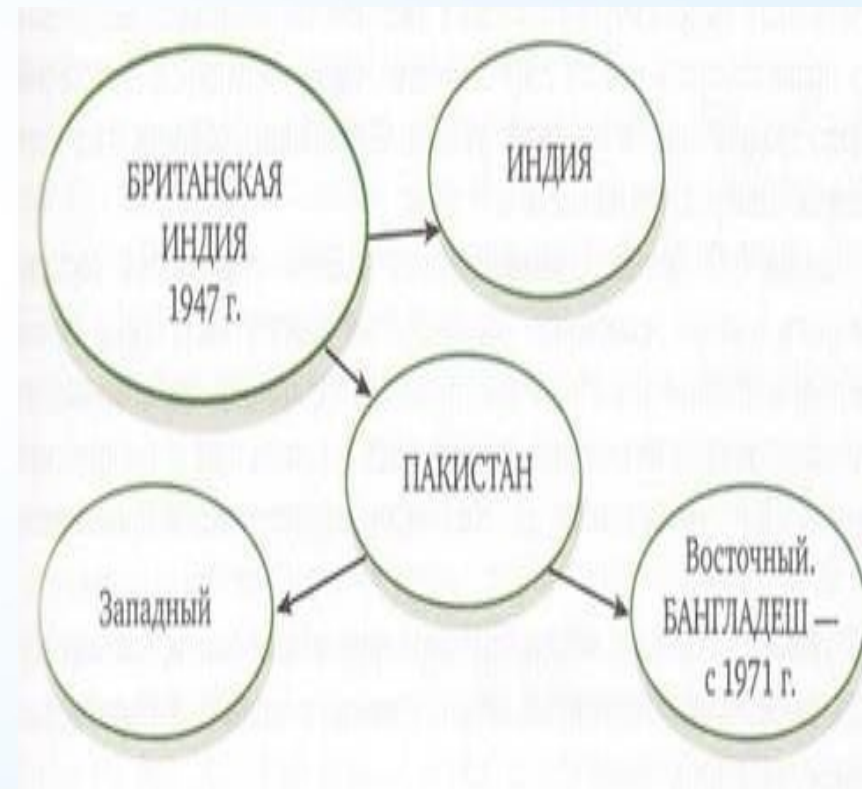 БРИТАНСКАЯ
ИНДИЯ
1947 г.
ИНДИЯ
ПАКИСТАН
Западный
Восточный.
БАНГЛАДЕШ —
с 1971 г.